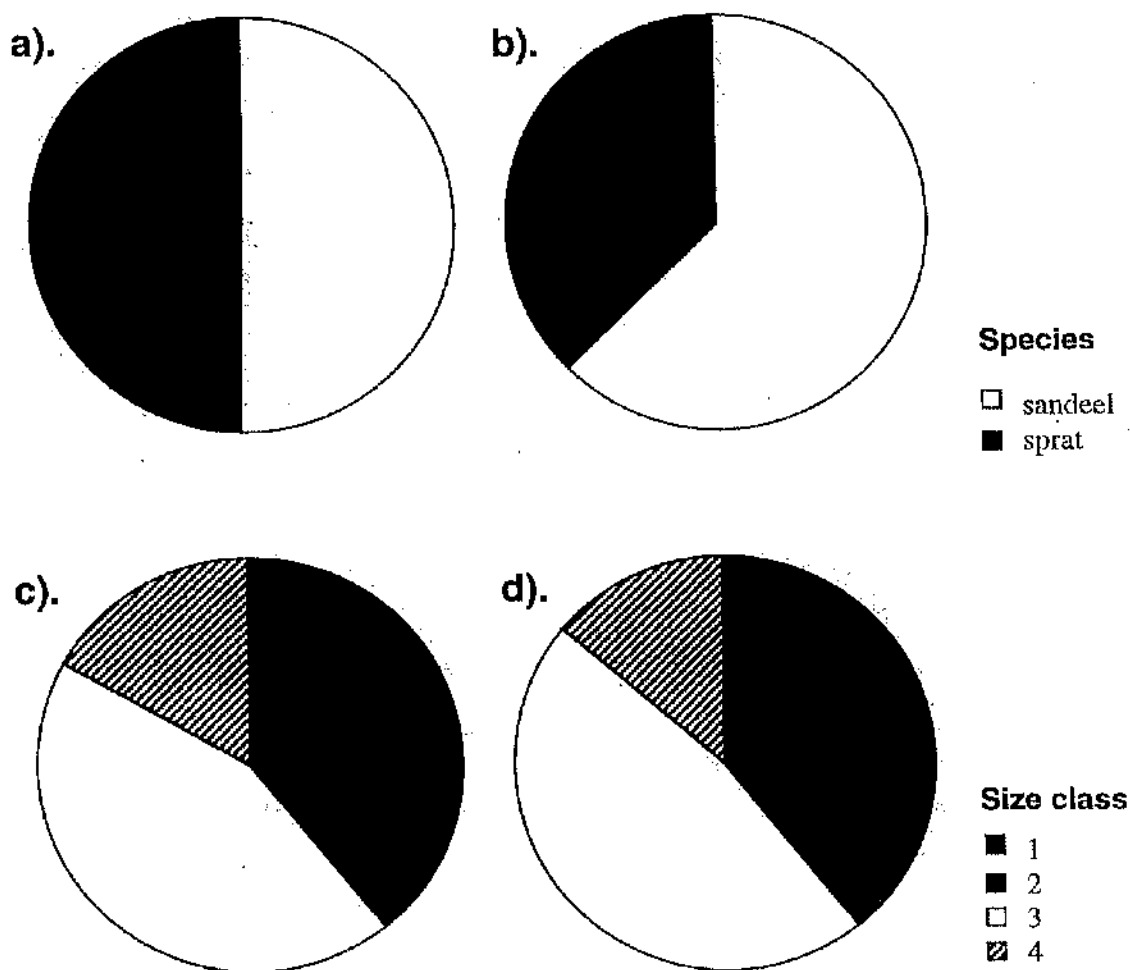 a).
b).
Species
sandeel
sprat
c).
d).
Size class
1
2
3
4